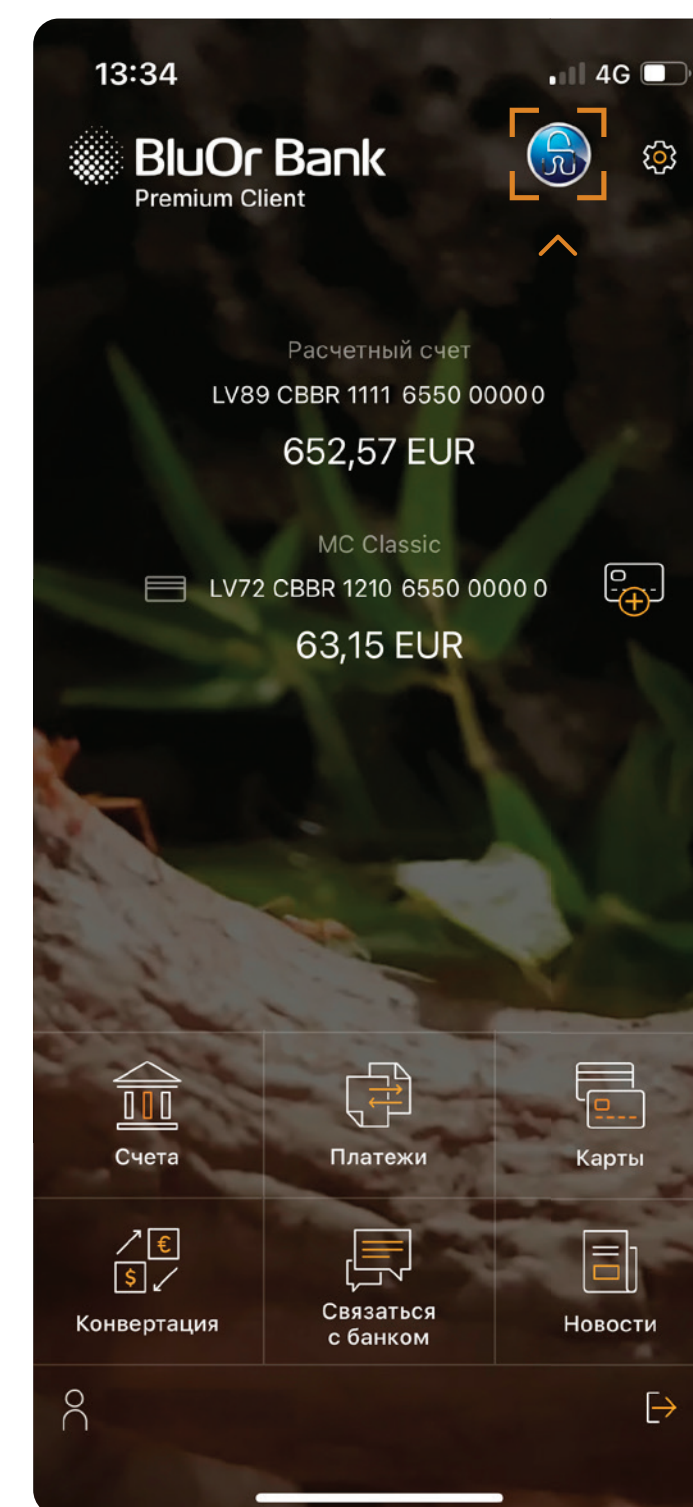 13:34
4G
BluOr Bank
Premium Client
Расчетный счет
LV89 CBBR 1111 6550 00000
652,57 EUR
MC Classic
LV72 CBBR 1210 6550 0000 0
63,15 EUR
Счета
Платежи
Карты
€
$
Конвертация
Связаться
с банком
Новости